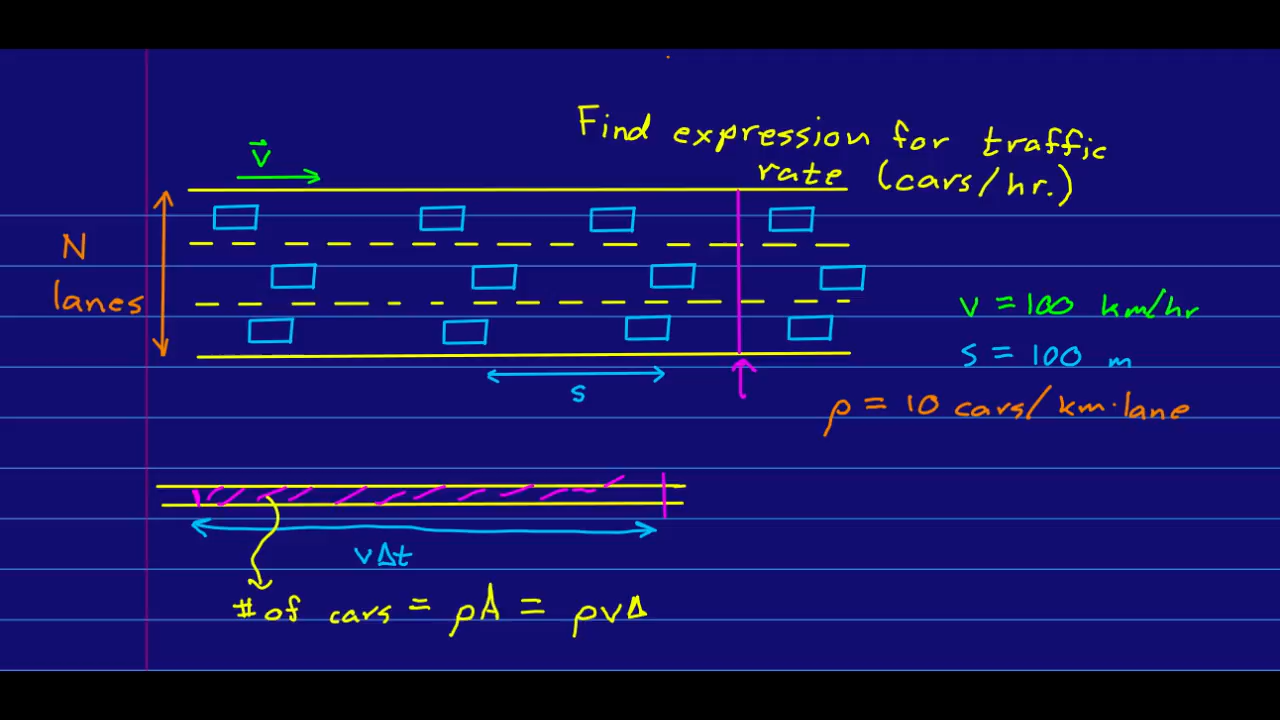 Find expression for traffic
rate (cars/hr.)
v
N
lanes
v = 100 km/hr
s = 100 m
s
ρ = 10 cars/km·lane
vΔt
# of cars = ρA = ρvΔ